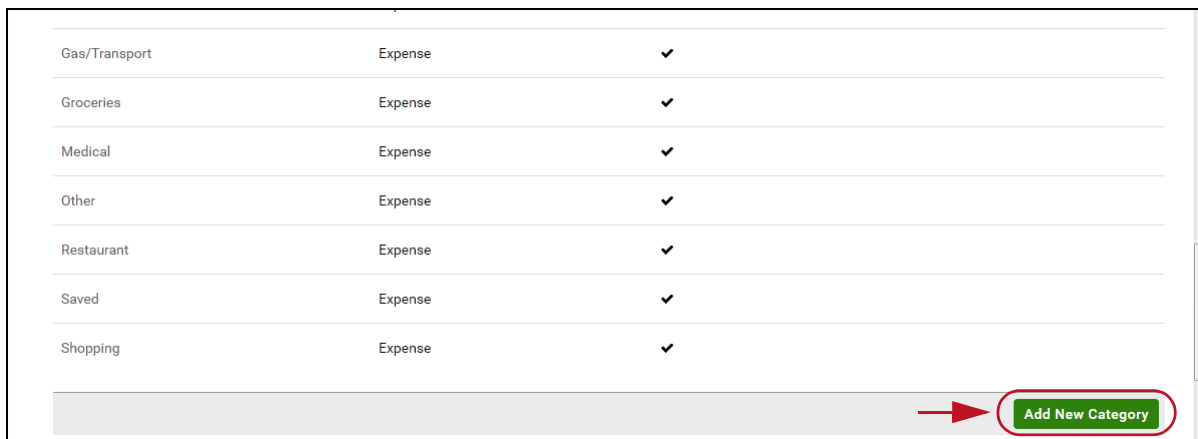 Gas/Transport Expense ✔
Groceries Expense ✔
Medical Expense ✔
Other Expense ✔
Restaurant Expense ✔
Saved Expense ✔
Shopping Expense ✔
Add New Category